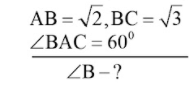 AB = √2, BC = √3
∠BAC = 60⁰
∠B – ?